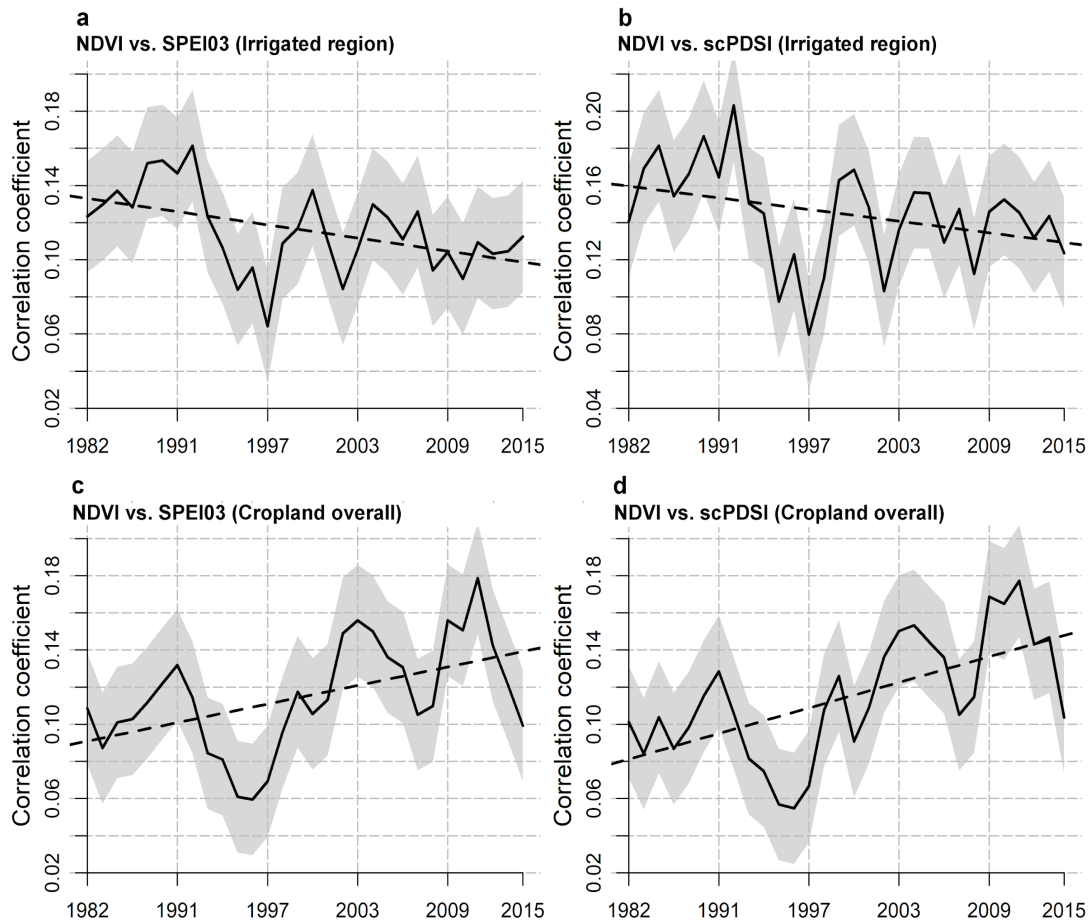 a
NDVI vs. SPEI03 (Irrigated region)
Correlation coefficient
0.18
0.14
0.10
0.06
0.02
1982 1991 1997 2003 2009 2015
b
NDVI vs. scPDSI (Irrigated region)
Correlation coefficient
0.20
0.16
0.12
0.08
0.04
1982 1991 1997 2003 2009 2015
c
NDVI vs. SPEI03 (Cropland overall)
Correlation coefficient
0.18
0.14
0.10
0.06
0.02
1982 1991 1997 2003 2009 2015
d
NDVI vs. scPDSI (Cropland overall)
Correlation coefficient
0.18
0.14
0.10
0.06
0.02
1982 1991 1997 2003 2009 2015